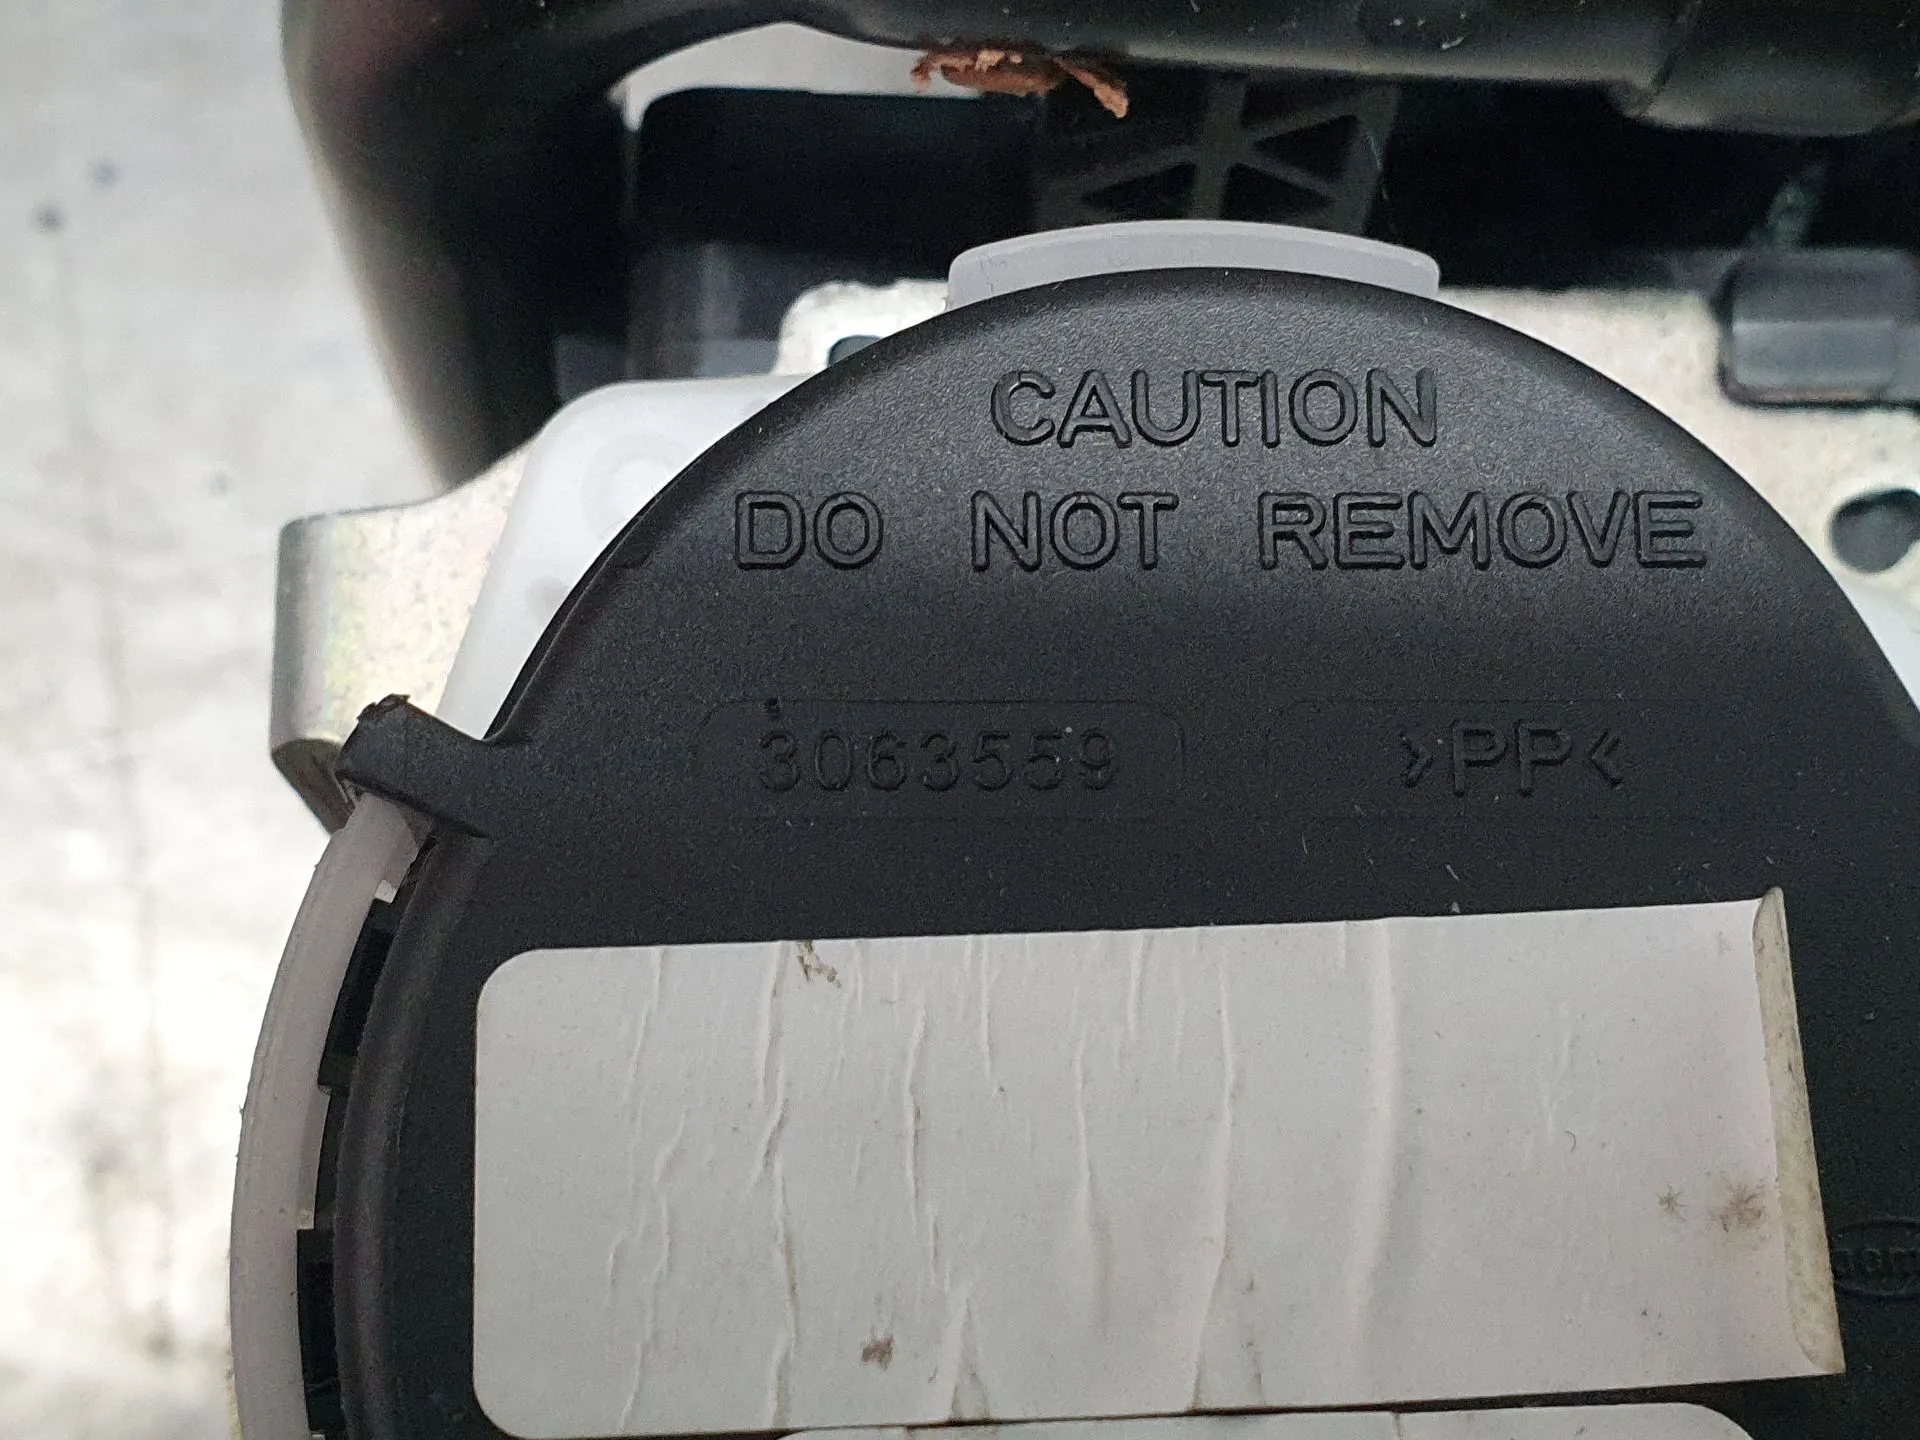 CAUTION
DO NOT REMOVE
3063559 >PP<